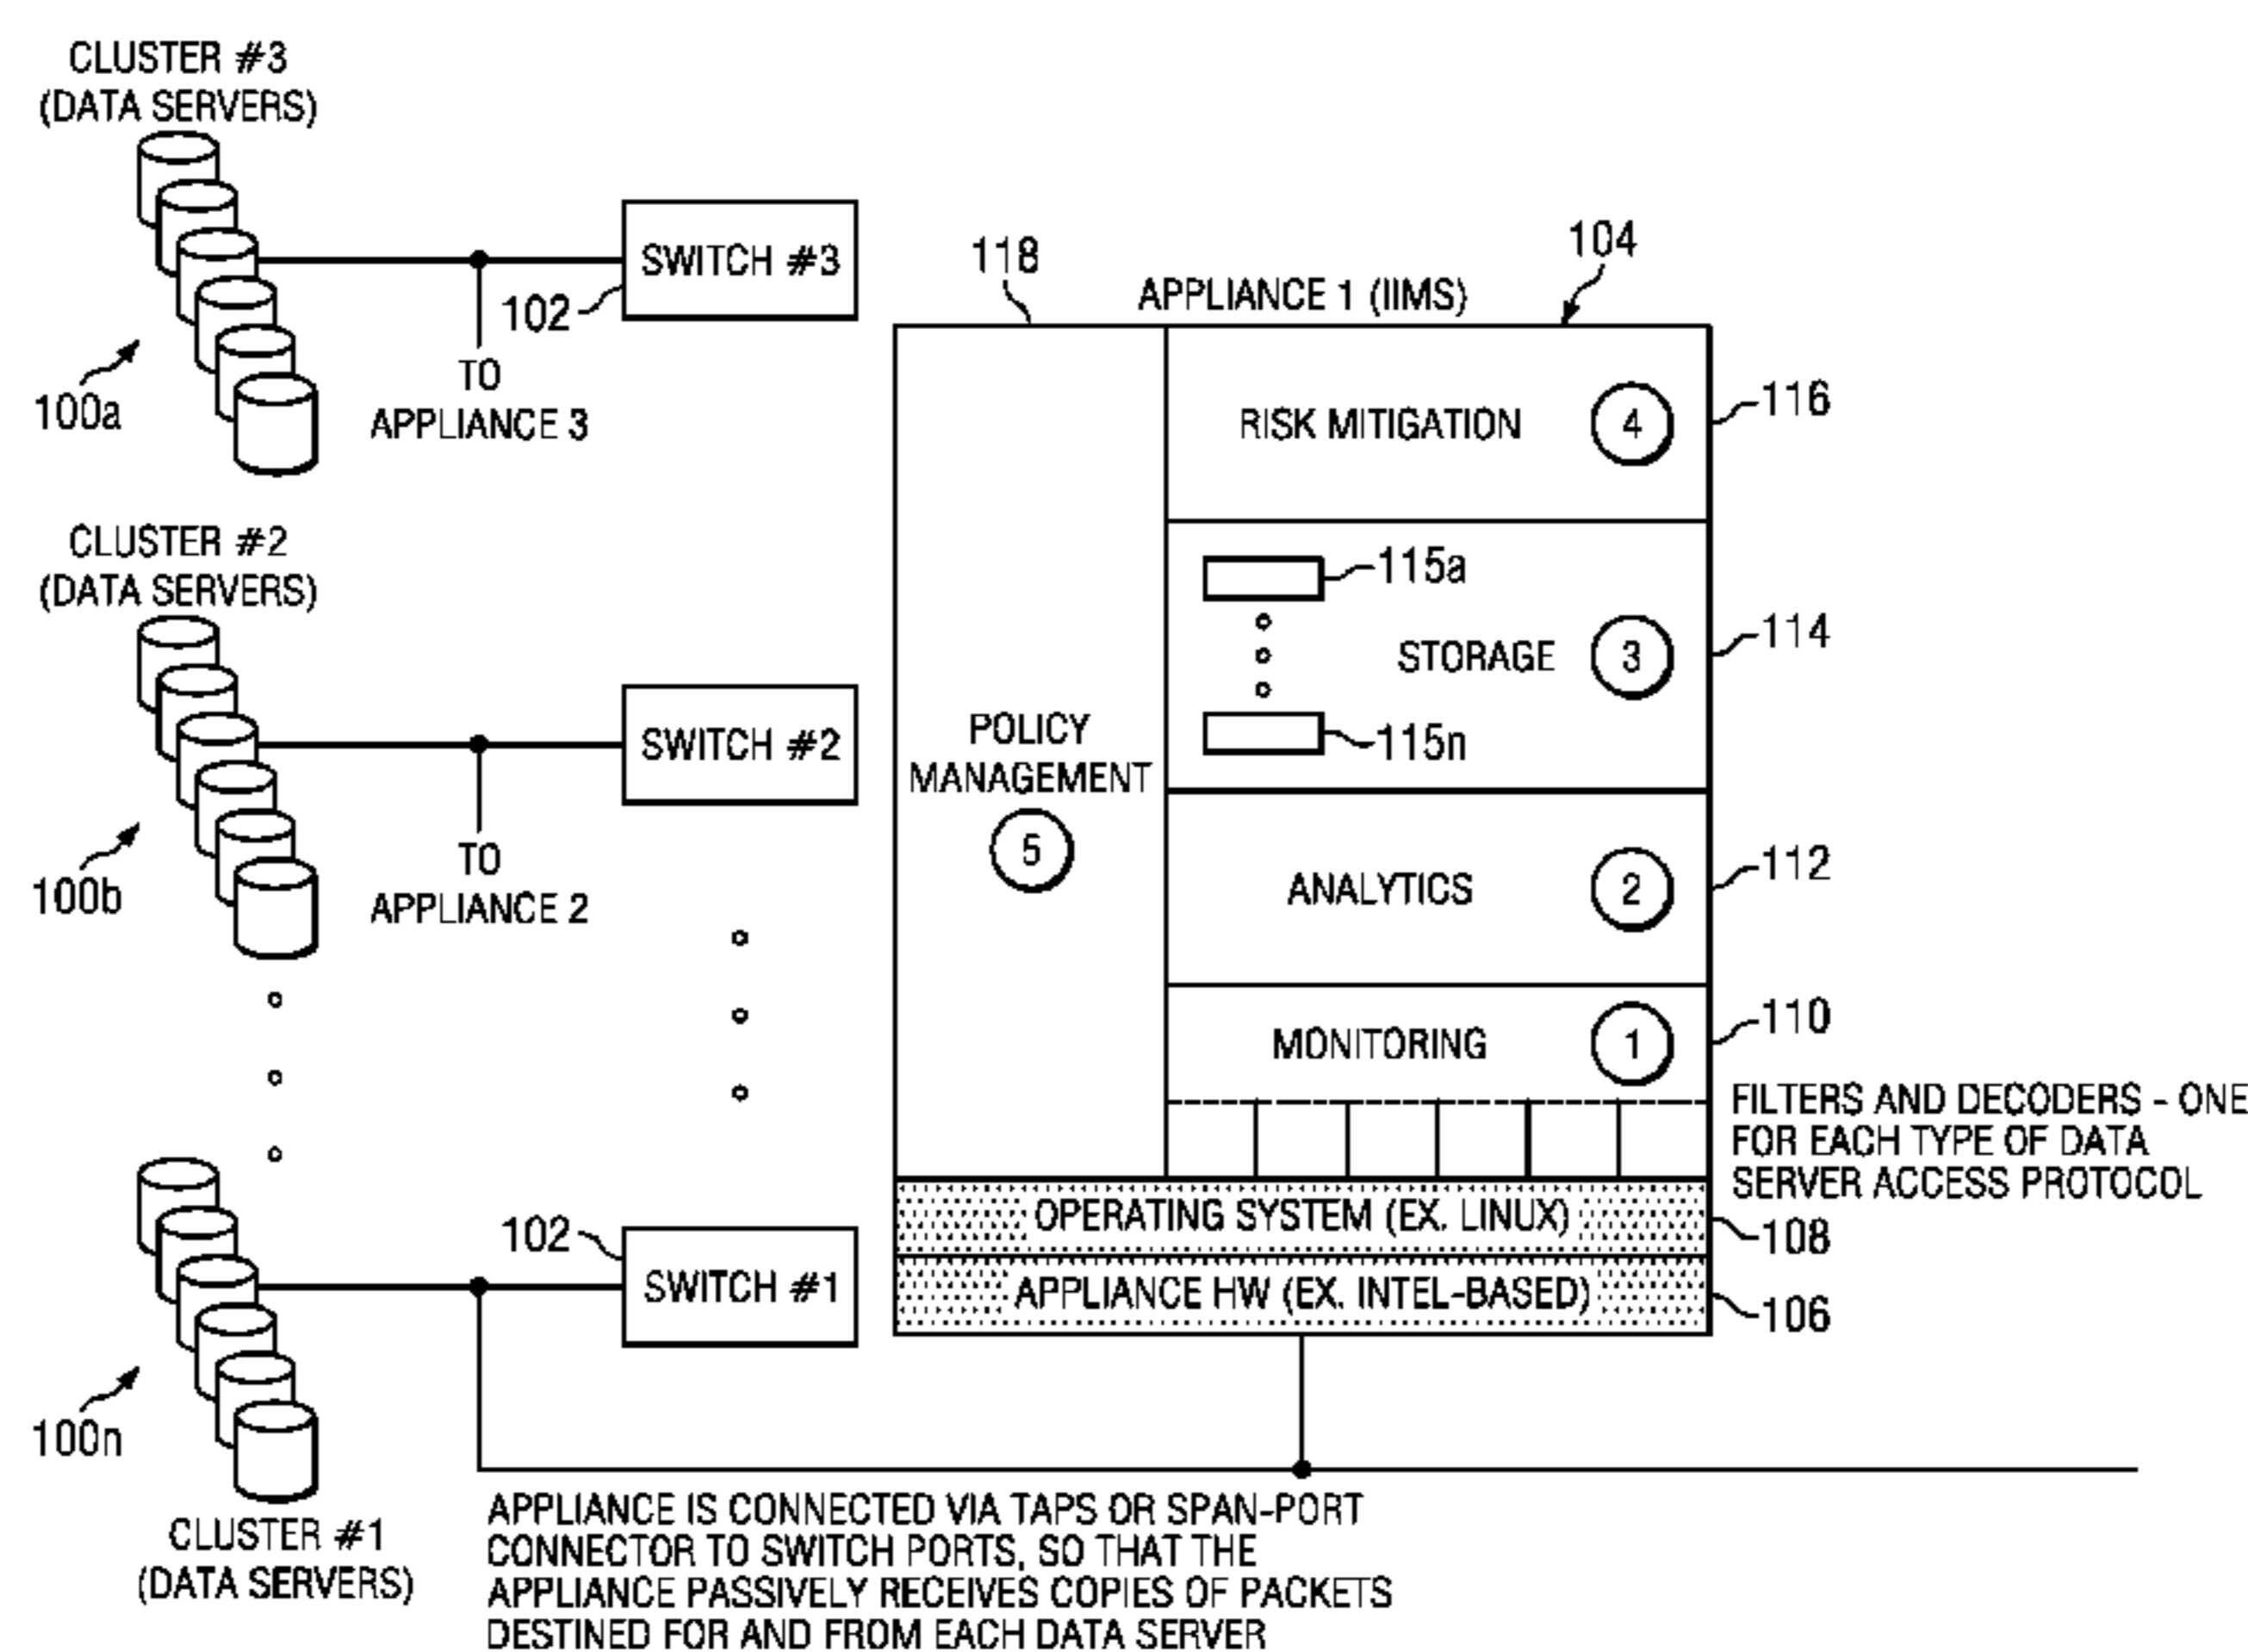 CLUSTER #3
(DATA SERVERS)
100a
TO
APPLIANCE 3
SWITCH #3
102
CLUSTER #2
(DATA SERVERS)
100b
TO
APPLIANCE 2
SWITCH #2
102
SWITCH #1
100n
CLUSTER #1
(DATA SERVERS)
118
APPLIANCE 1 (IIMS)
104
POLICY
MANAGEMENT
5
RISK MITIGATION
4
116
115a
STORAGE
3
114
115n
ANALYTICS
2
112
MONITORING
1
110
FILTERS AND DECODERS - ONE
FOR EACH TYPE OF DATA
SERVER ACCESS PROTOCOL
OPERATING SYSTEM (EX. LINUX)
108
APPLIANCE HW (EX. INTEL-BASED)
106
APPLIANCE IS CONNECTED VIA TAPS OR SPAN-PORT
CONNECTOR TO SWITCH PORTS, SO THAT THE
APPLIANCE PASSIVELY RECEIVES COPIES OF PACKETS
DESTINED FOR AND FROM EACH DATA SERVER